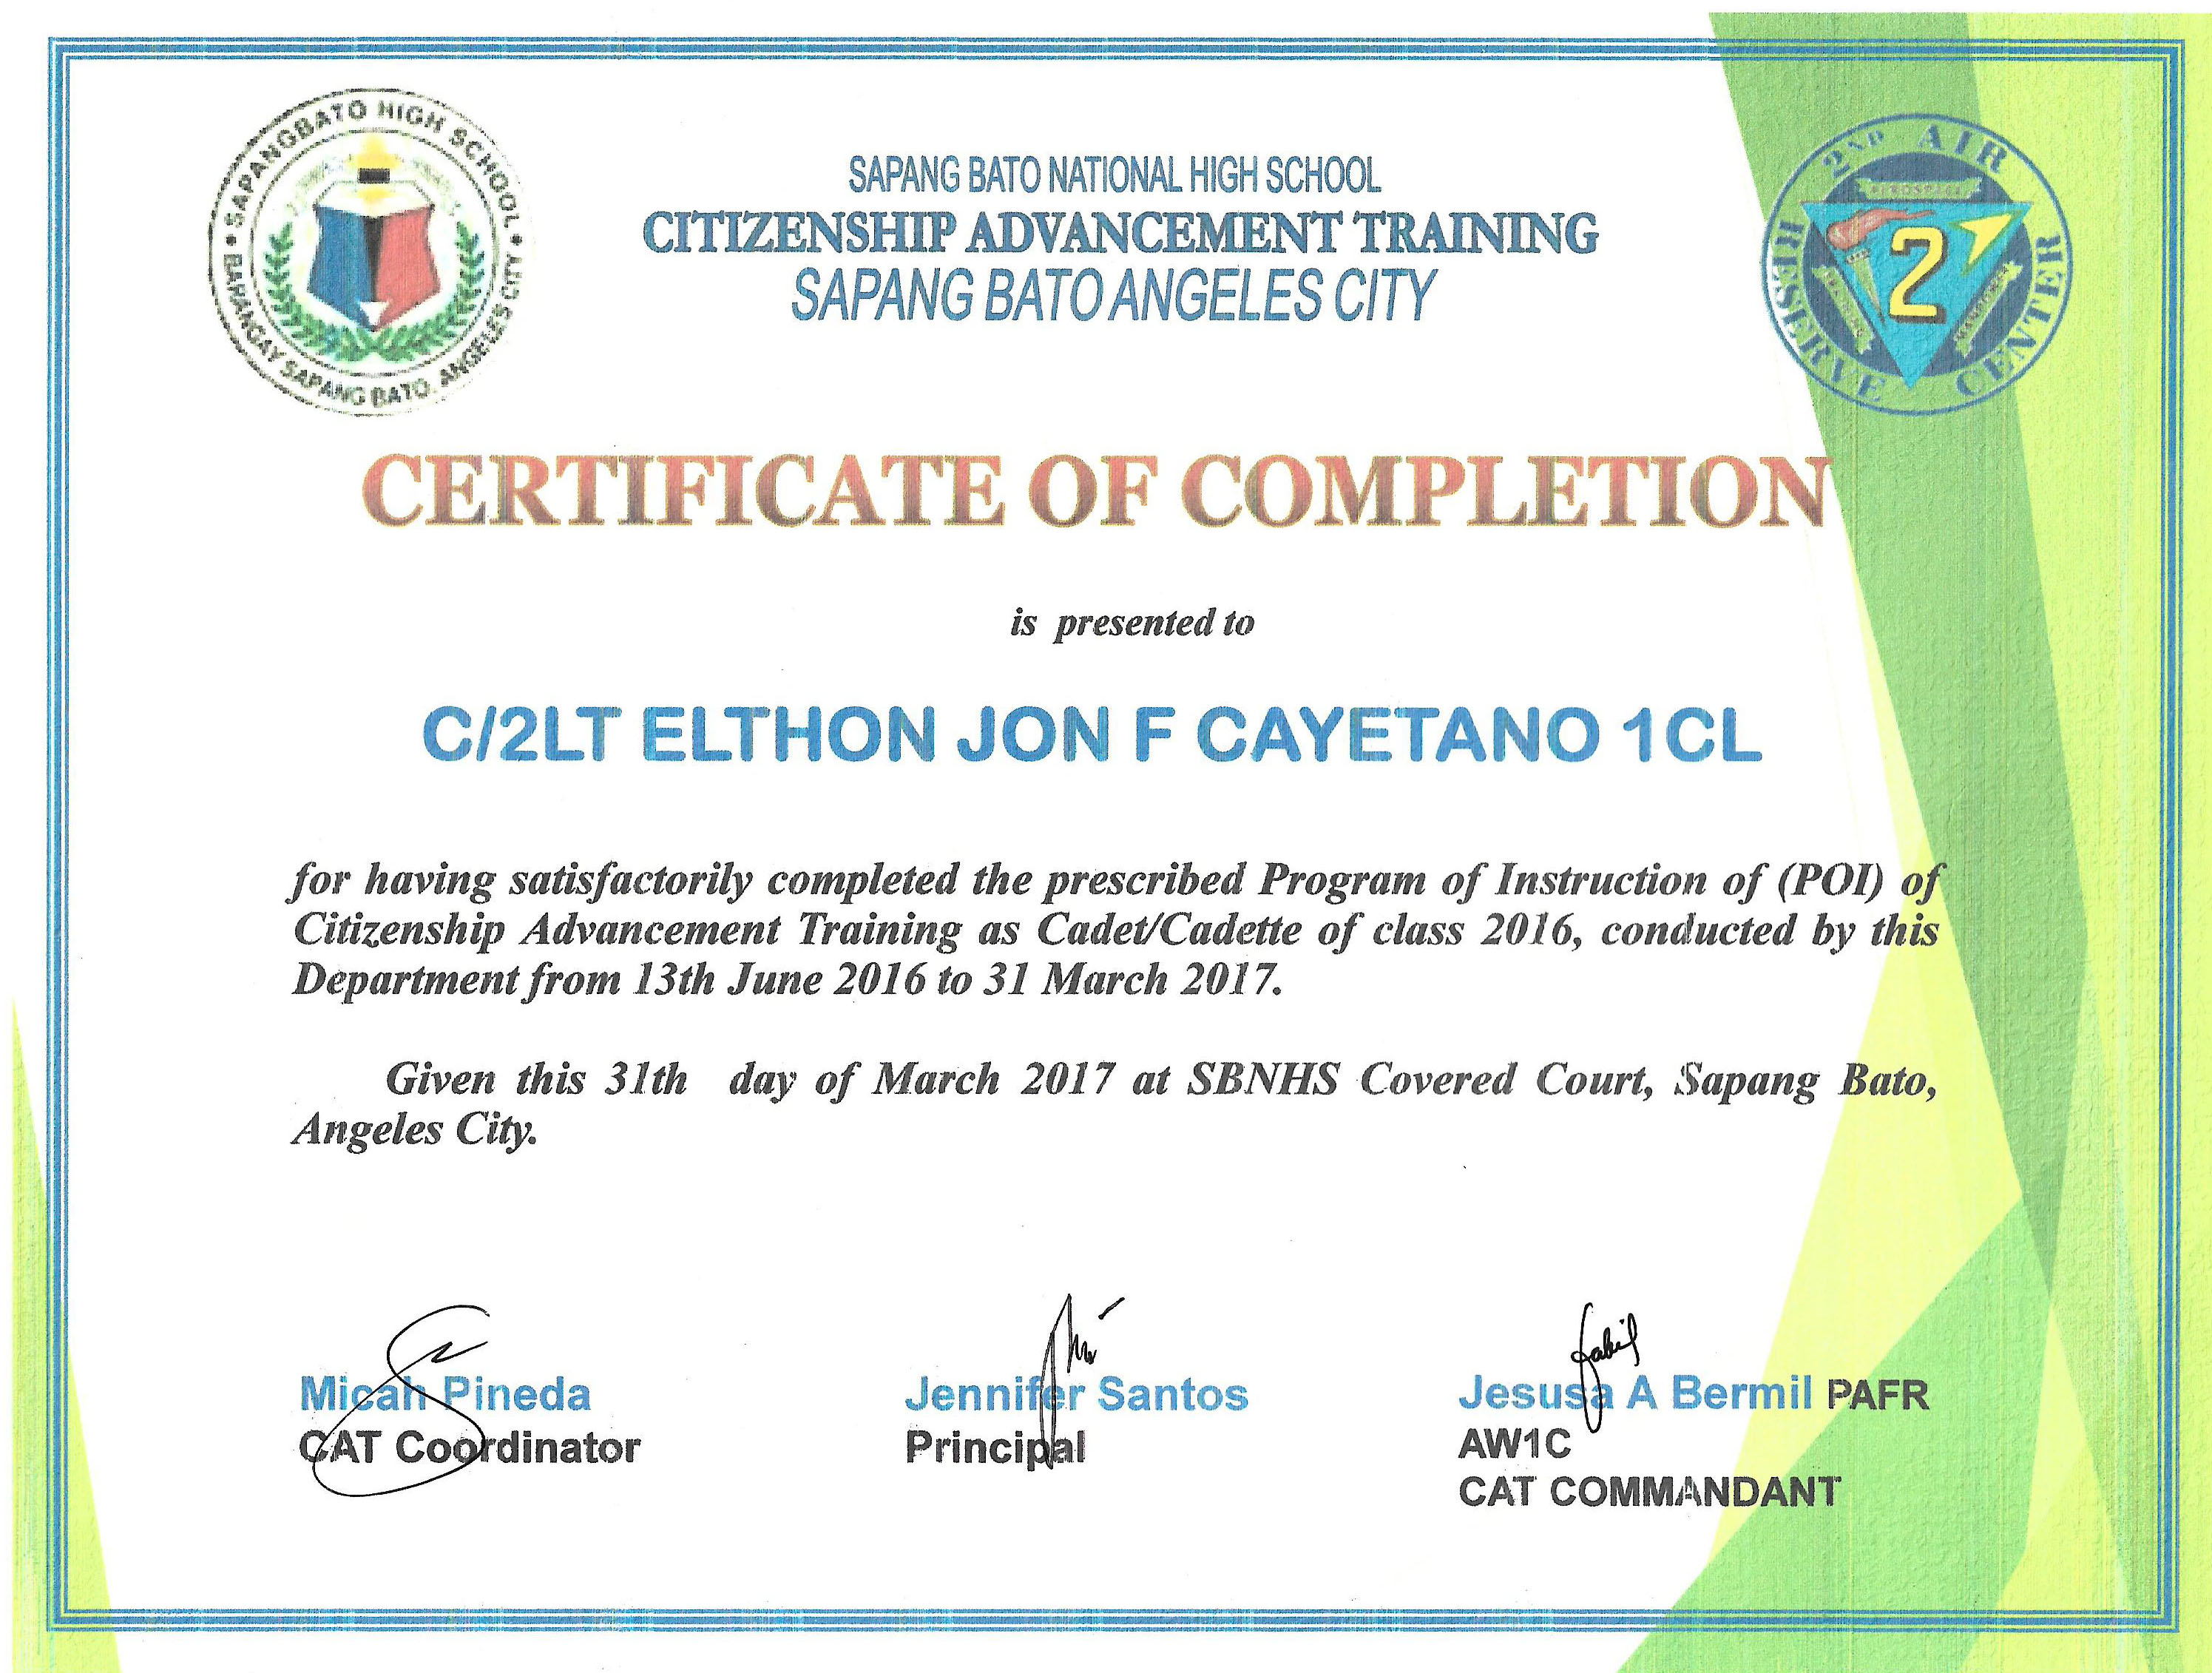 • SAPANGBATO HIGH SCHOOL •
BARANGAY SAPANG BATO, ANGELES CITY
2ND AIR
RESERVE CENTER
AEROSPACE
2
SAPANG BATO NATIONAL HIGH SCHOOL
CITIZENSHIP ADVANCEMENT TRAINING
SAPANG BATO ANGELES CITY
CERTIFICATE OF COMPLETION
is presented to
C/2LT ELTHON JON F CAYETANO 1CL
for having satisfactorily completed the prescribed Program of Instruction of (POI) of
Citizenship Advancement Training as Cadet/Cadette of class 2016, conducted by this
Department from 13th June 2016 to 31 March 2017.
Given this 31th day of March 2017 at SBNHS Covered Court, Sapang Bato,
Angeles City.
Micah Pineda
CAT Coordinator
Jennifer Santos
Principal
Jesusa A Bermil PAFR
AW1C
CAT COMMANDANT